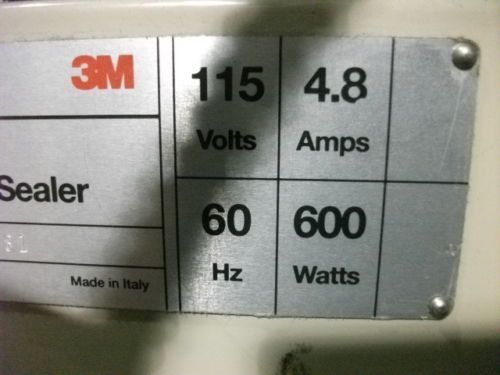 3M
115 4.8
Volts Amps
Sealer
60 600
Hz Watts
Made in Italy